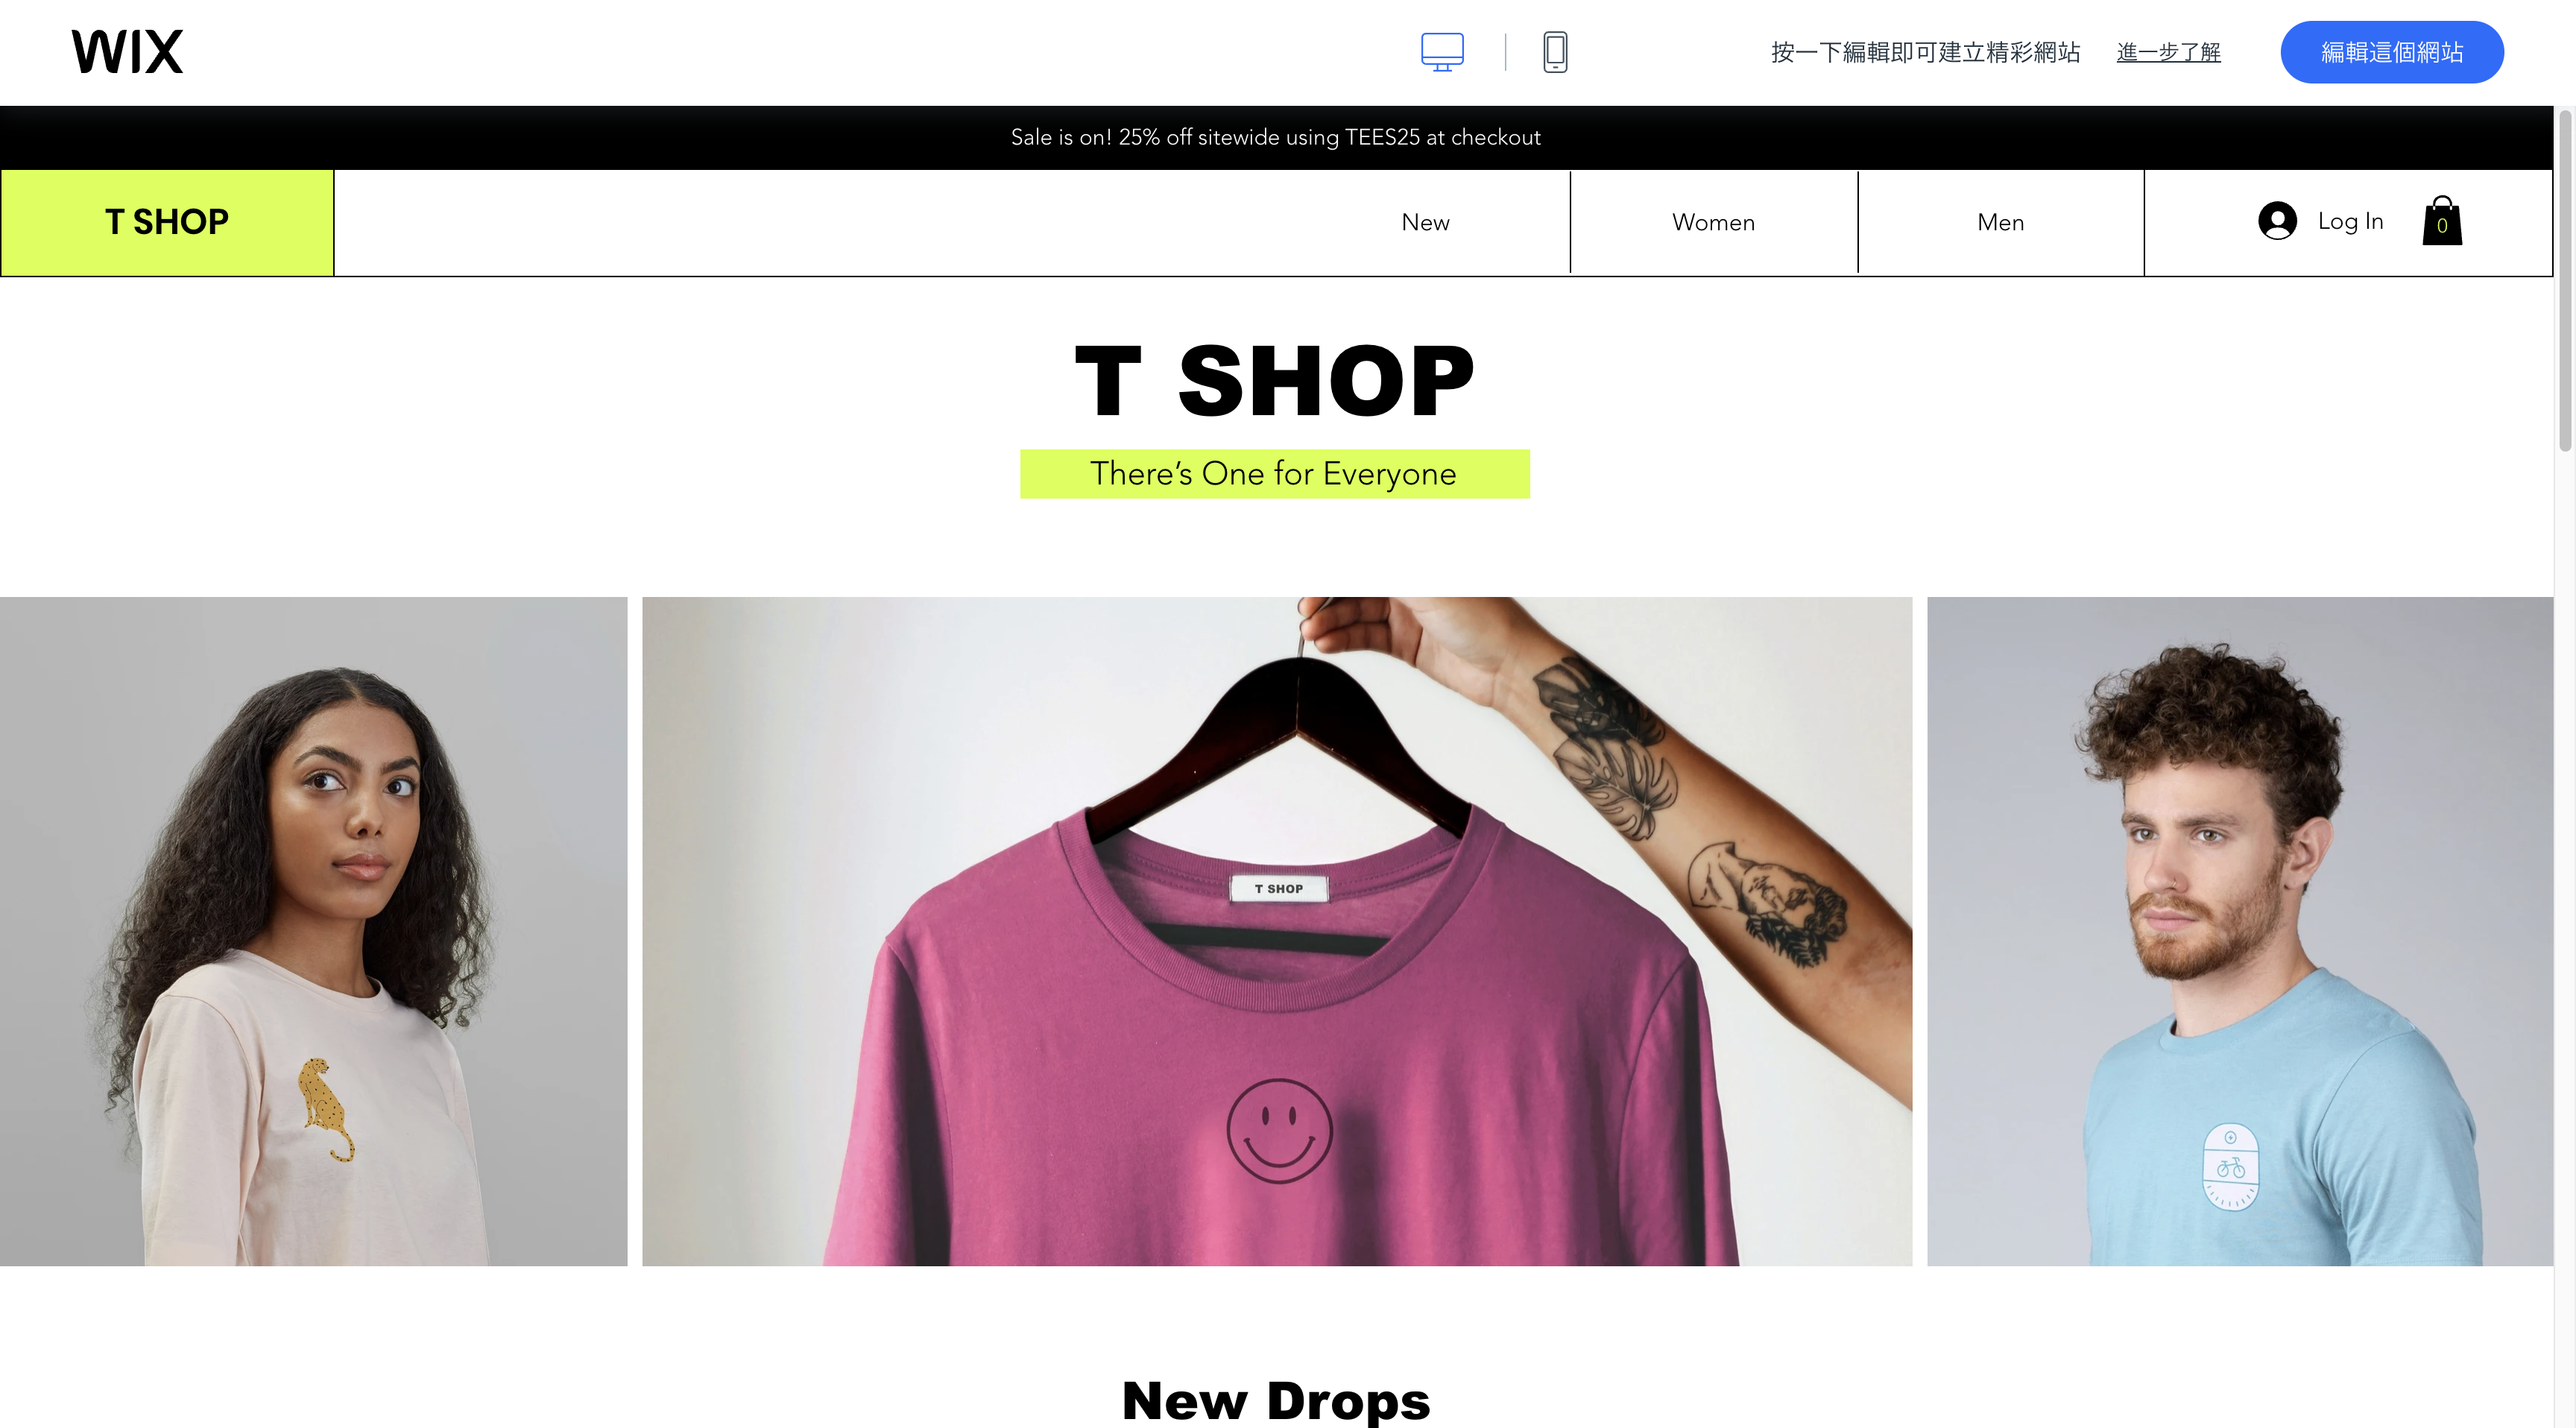 WIX
按一下編輯即可建立精彩網站
進一步了解
編輯這個網站
Sale is on! 25% off sitewide using TEES25 at checkout
T SHOP
New
Women
Men
Log In
0
T SHOP
There's One for Everyone
T SHOP
New Drops